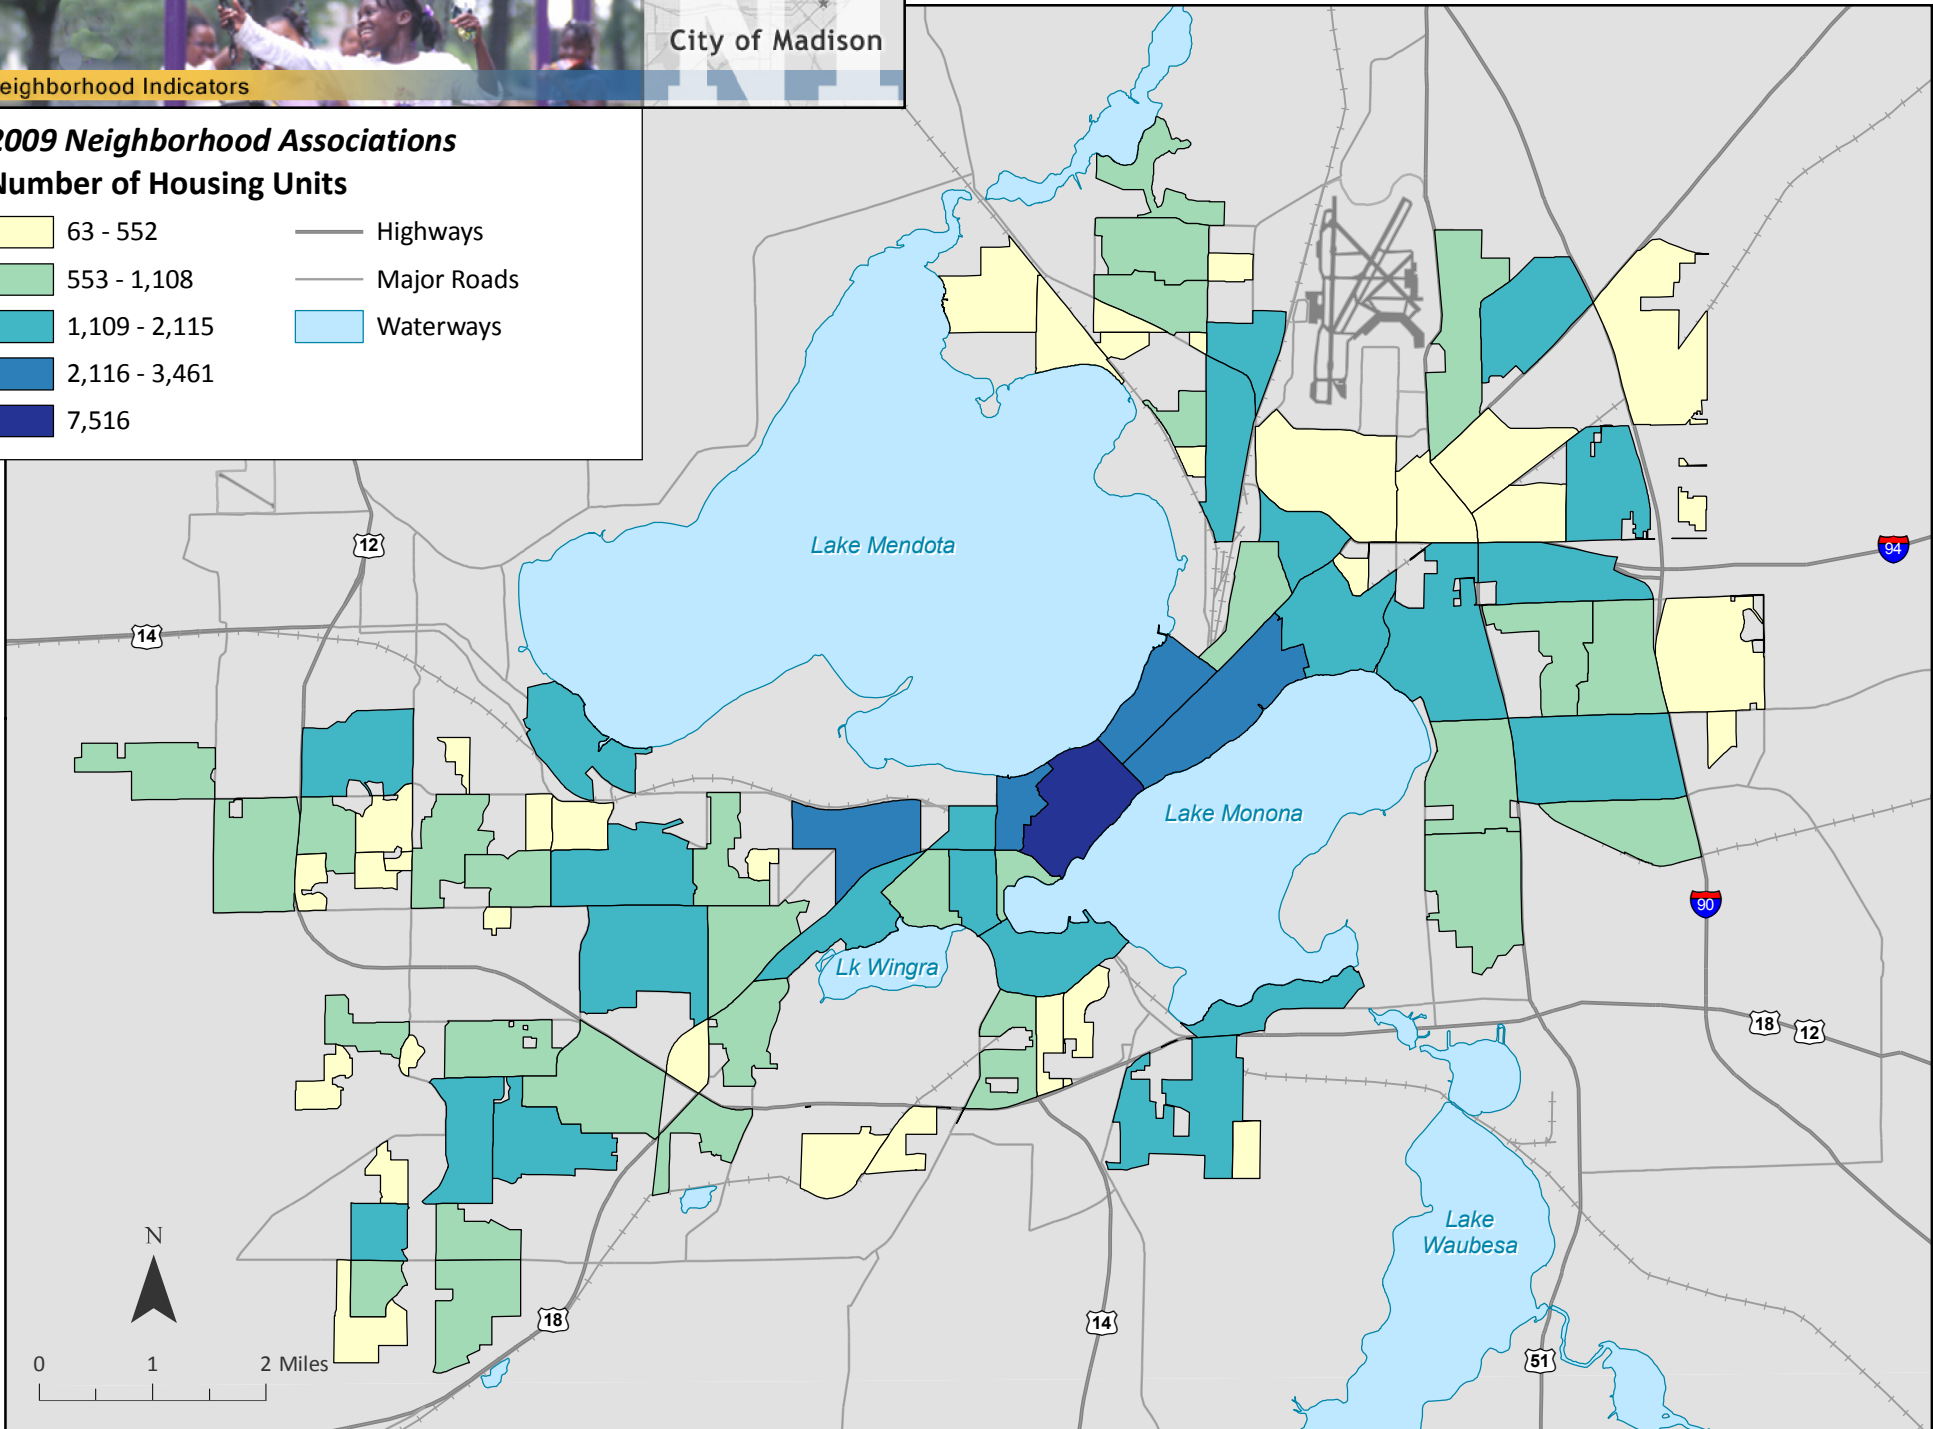 City of Madison
eighborhood Indicators
2009 Neighborhood Associations
Number of Housing Units
63 - 552
553 - 1,108
1,109 - 2,115
2,116 - 3,461
7,516
Highways
Major Roads
Waterways
12
14
Lake Mendota
94
Lake Monona
90
Lk Wingra
18
12
N
Lake
Waubesa
18
14
51
0 1 2 Miles